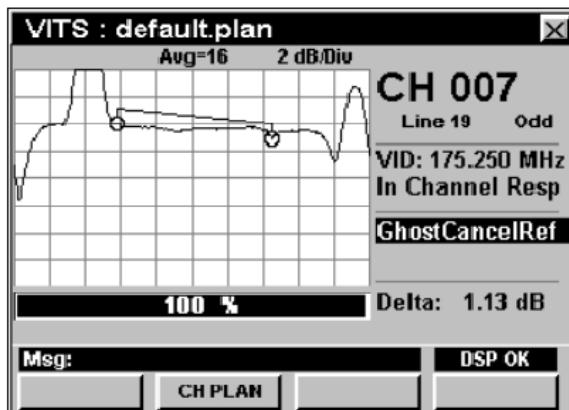 VITS : default.plan
Avg=16 2 dB/Div
CH 007
Line 19 Odd
VID: 175.250 MHz
In Channel Resp
GhostCancelRef
100 %
Delta: 1.13 dB
Msg: DSP OK
CH PLAN